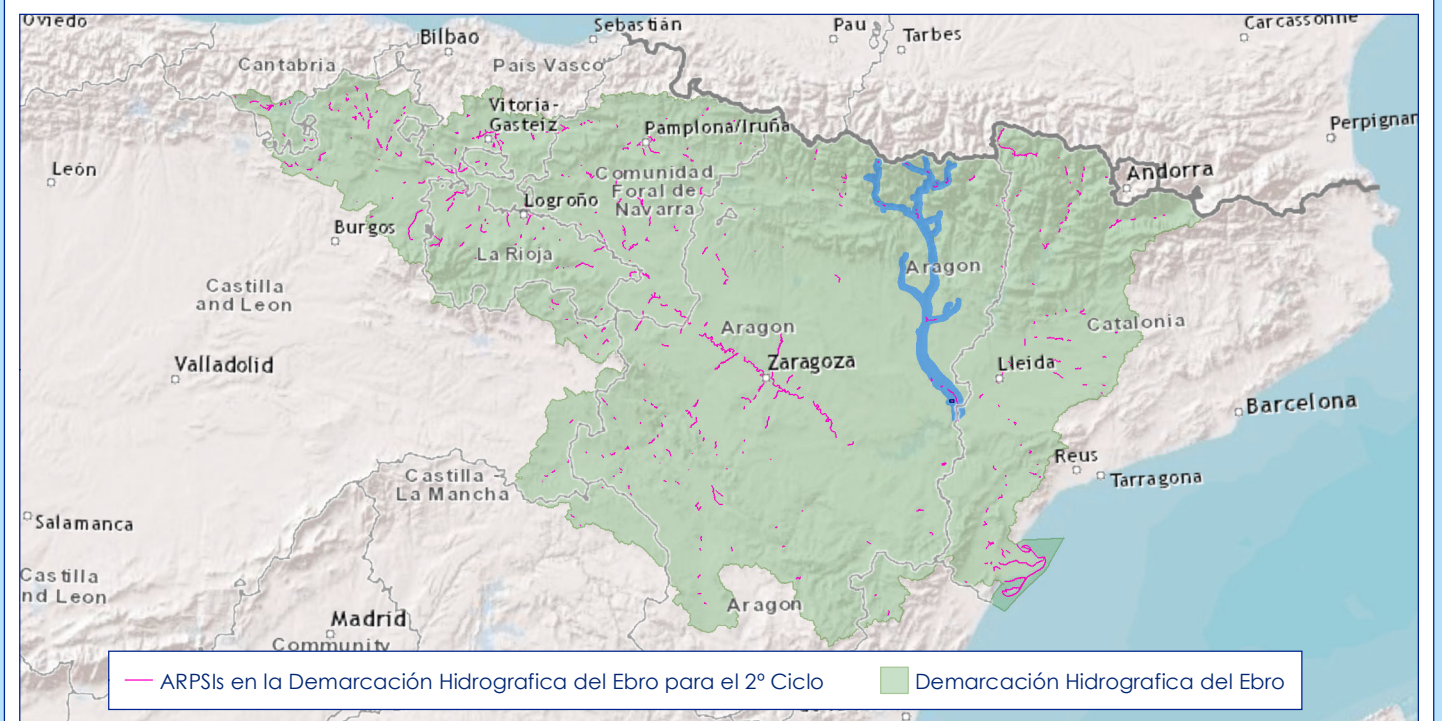 Oviedo
Sebastián
Pau
Tarbes
Carcassonne
Bilbao
Cantabria
País Vasco
Vitoria-
Gasteiz
Pamplona/Iruña
Perpignan
León
Andorra
Comunidad
Foral de
Navarra
Logroño
Burgos
La Rioja
Aragon
Castilla
and Leon
Aragon
Catalonia
Valladolid
Zaragoza
Lleida
Barcelona
Reus
Tarragona
Castilla
La Mancha
Salamanca
Castilla
nd Leon
Aragon
Madrid
Community
ARPSIs en la Demarcación Hidrografica del Ebro para el 2º Ciclo
Demarcación Hidrografica del Ebro